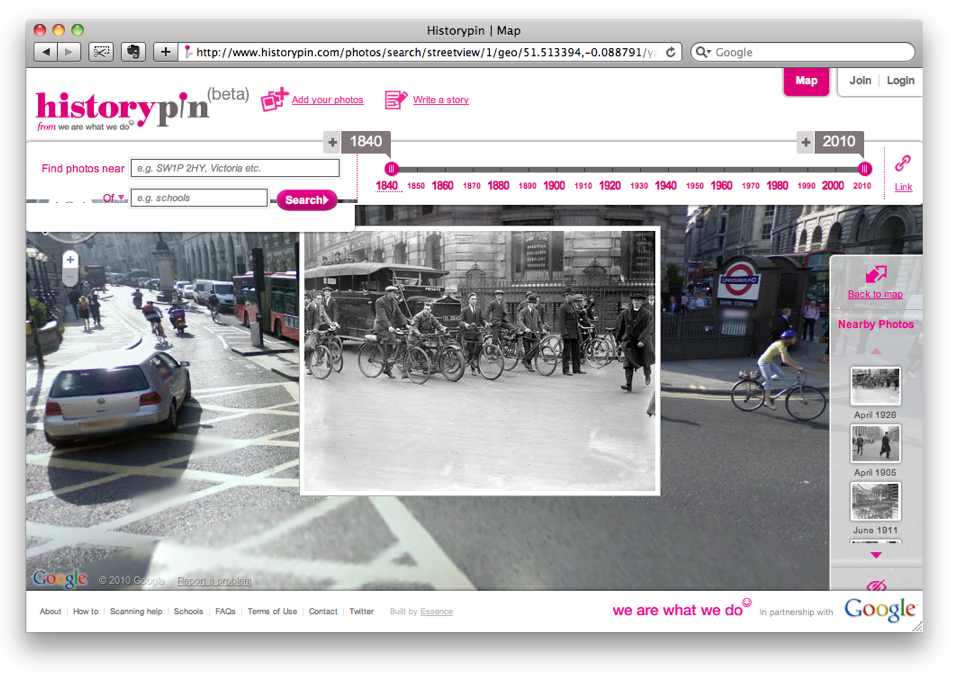 Historypin | Map
http://www.historypin.com/photos/search/streetview/1/geo/51.513394,-0.088791/y
Google
Map
Join
Login
historypin (beta)
from we are what we do
Add your photos
Write a story
1840
2010
Find photos near
e.g. SW1P 2HY, Victoria etc.
Of
e.g. schools
Search
1840 1850 1860 1870 1880 1890 1900 1910 1920 1930 1940 1950 1960 1970 1980 1990 2000 2010
Link
UNDERGROUND
BANK STATION
Back to map
Nearby Photos
April 1926
April 1905
June 1911
Google
© 2010 Google
Report a problem
About | How to | Scanning help | Schools | FAQs | Terms of Use | Contact | Twitter
Built by Essence
we are what we do
In partnership with
Google